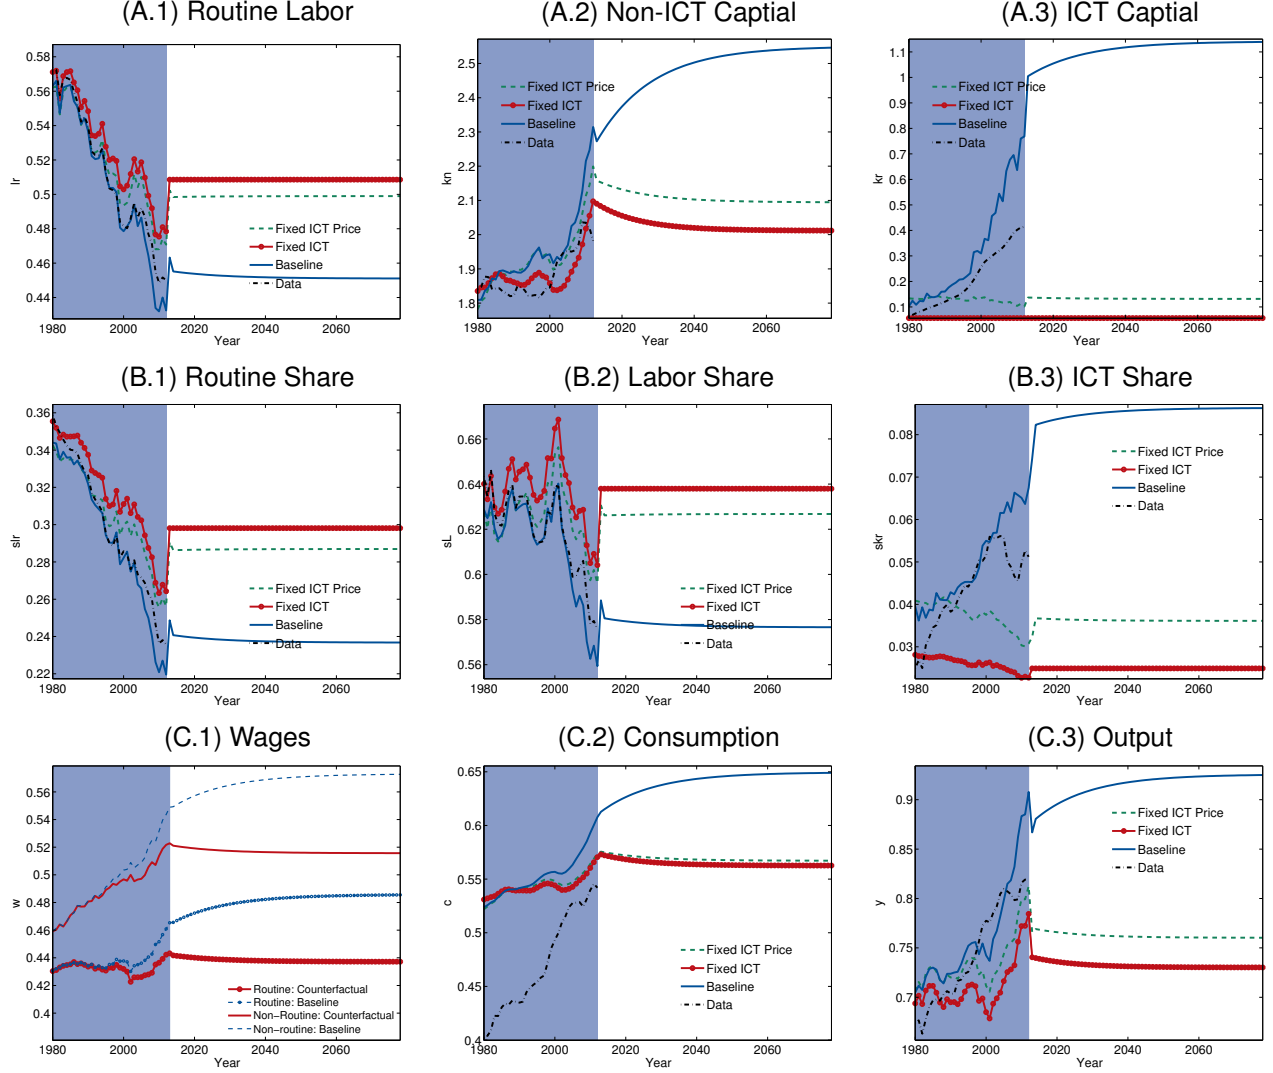 (A.1) Routine Labor
0.58
0.56
0.54
0.52
0.5
0.48
0.46
0.44
lr
Fixed ICT Price
Fixed ICT
Baseline
Data
1980 2000 2020 2040 2060
Year
(A.2) Non-ICT Captial
2.5
2.4
2.3
2.2
2.1
2
1.9
1.8
kn
Fixed ICT Price
Fixed ICT
Baseline
Data
1980 2000 2020 2040 2060
Year
(A.3) ICT Captial
1.1
1
0.9
0.8
0.7
0.6
0.5
0.4
0.3
0.2
0.1
kr
Fixed ICT Price
Fixed ICT
Baseline
Data
1980 2000 2020 2040 2060
Year
(B.1) Routine Share
0.36
0.34
0.32
0.3
0.28
0.26
0.24
0.22
slr
Fixed ICT Price
Fixed ICT
Baseline
Data
1980 2000 2020 2040 2060
Year
(B.2) Labor Share
0.66
0.64
0.62
0.6
0.58
0.56
sL
Fixed ICT Price
Fixed ICT
Baseline
Data
1980 2000 2020 2040 2060
Year
(B.3) ICT Share
0.08
0.07
0.06
0.05
0.04
0.03
skr
Fixed ICT Price
Fixed ICT
Baseline
Data
1980 2000 2020 2040 2060
Year
(C.1) Wages
0.56
0.54
0.52
0.5
0.48
0.46
0.44
0.42
0.4
w
Routine: Counterfactual
Routine: Baseline
Non-Routine: Counterfactual
Non-routine: Baseline
1980 2000 2020 2040 2060
Year
(C.2) Consumption
0.65
0.6
0.55
0.5
0.45
0.4
c
Fixed ICT Price
Fixed ICT
Baseline
Data
1980 2000 2020 2040 2060
Year
(C.3) Output
0.9
0.85
0.8
0.75
0.7
y
Fixed ICT Price
Fixed ICT
Baseline
Data
1980 2000 2020 2040 2060
Year